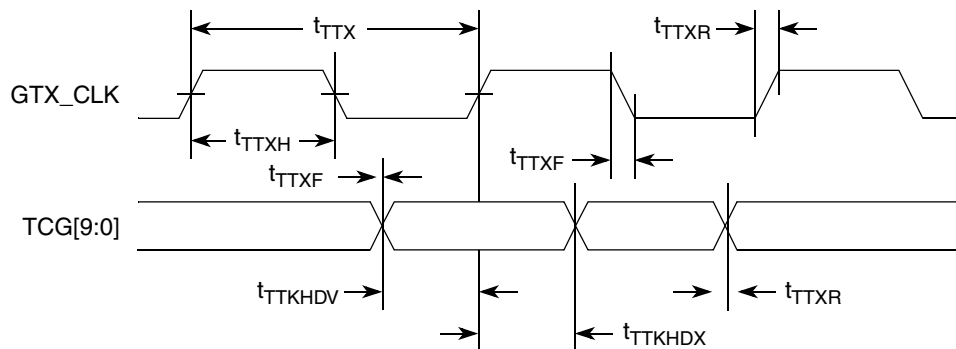 tTTX
tTTXR
GTX_CLK
tTTXH
tTTXF
tTTXF
TCG[9:0]
tTTKHDV
tTTXR
tTTKHDX